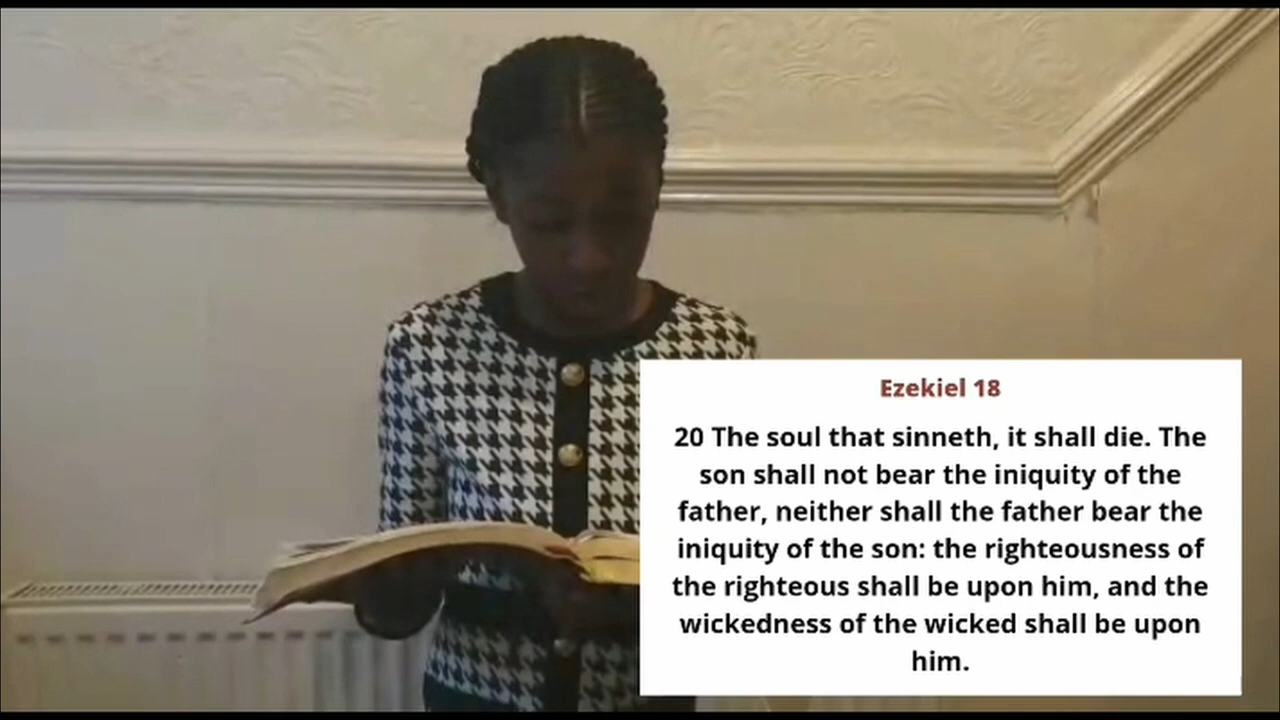 Ezekiel 18
20 The soul that sinneth, it shall die. The
son shall not bear the iniquity of the
father, neither shall the father bear the
iniquity of the son: the righteousness of
the righteous shall be upon him, and the
wickedness of the wicked shall be upon
him.